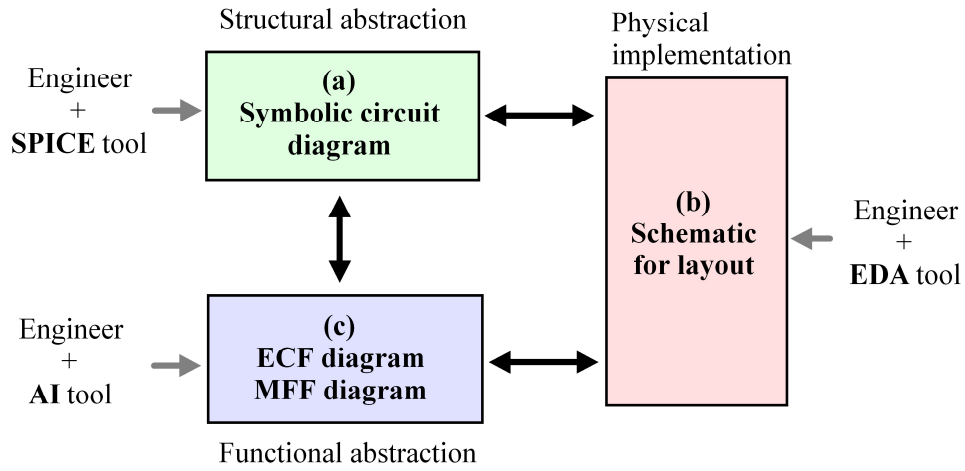 Structural abstraction
Physical
implementation
Engineer
+
SPICE tool
(a)
Symbolic circuit
diagram
(b)
Schematic
for layout
Engineer
+
EDA tool
Engineer
+
AI tool
(c)
ECF diagram
MFF diagram
Functional abstraction